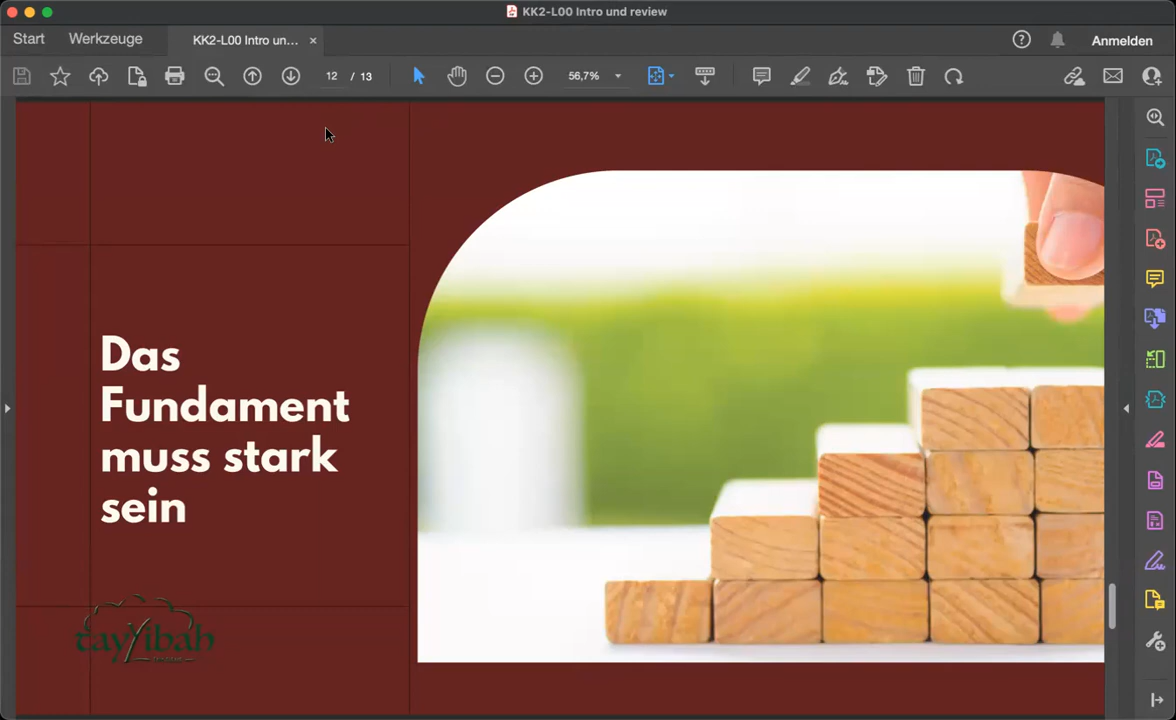 KK2-L00 Intro und review
Start
Werkzeuge
KK2-L00 Intro un...
Anmelden
12 / 13
56,7%
Das
Fundament
muss stark
sein
tayyibah